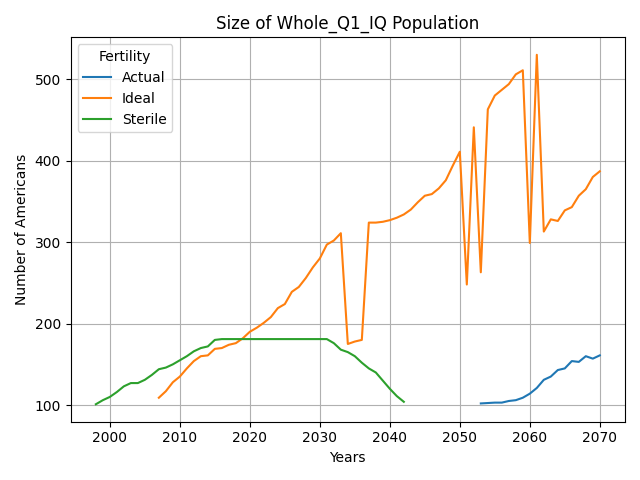 Size of Whole_Q1_IQ Population
Fertility
Actual
Ideal
Sterile
Number of Americans
500
400
300
200
100
2000 2010 2020 2030 2040 2050 2060 2070
Years